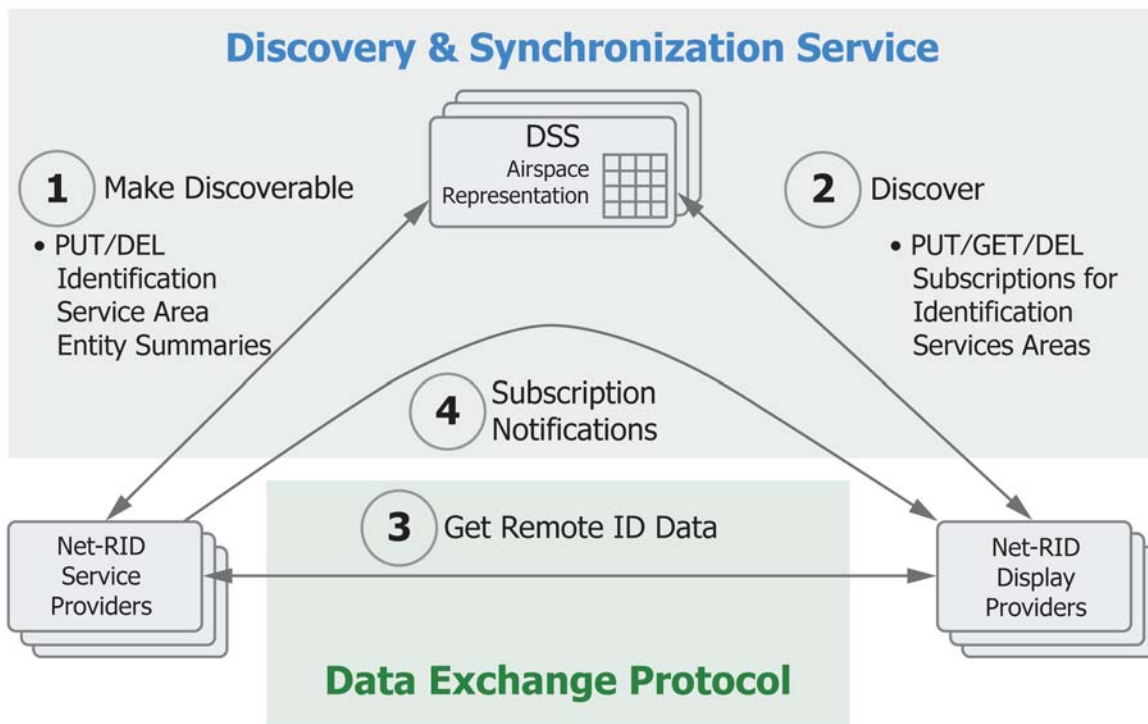 Discovery & Synchronization Service
DSS
Airspace
Representation
1 Make Discoverable
• PUT/DEL
Identification
Service Area
Entity Summaries
2 Discover
• PUT/GET/DEL
Subscriptions for
Identification
Services Areas
4 Subscription
Notifications
3 Get Remote ID Data
Net-RID
Service
Providers
Net-RID
Display
Providers
Data Exchange Protocol